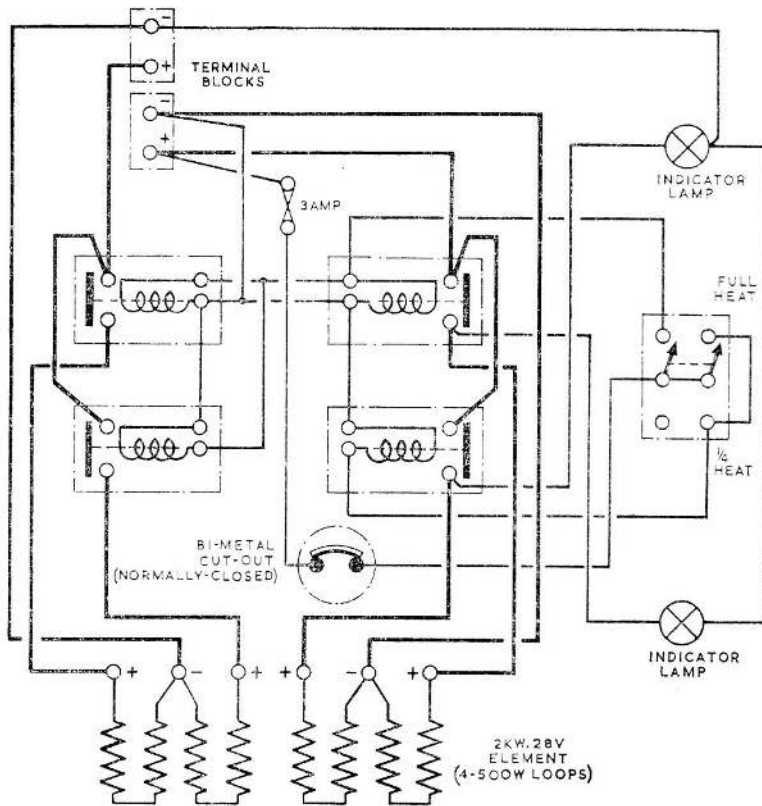 -
+
TERMINAL
BLOCKS
-
+
3 AMP
INDICATOR
LAMP
FULL
HEAT
¼
HEAT
BI-METAL
CUT-OUT
(NORMALLY-CLOSED)
INDICATOR
LAMP
+ - + + - +
2KW. 28V
ELEMENT
(4-500W LOOPS)